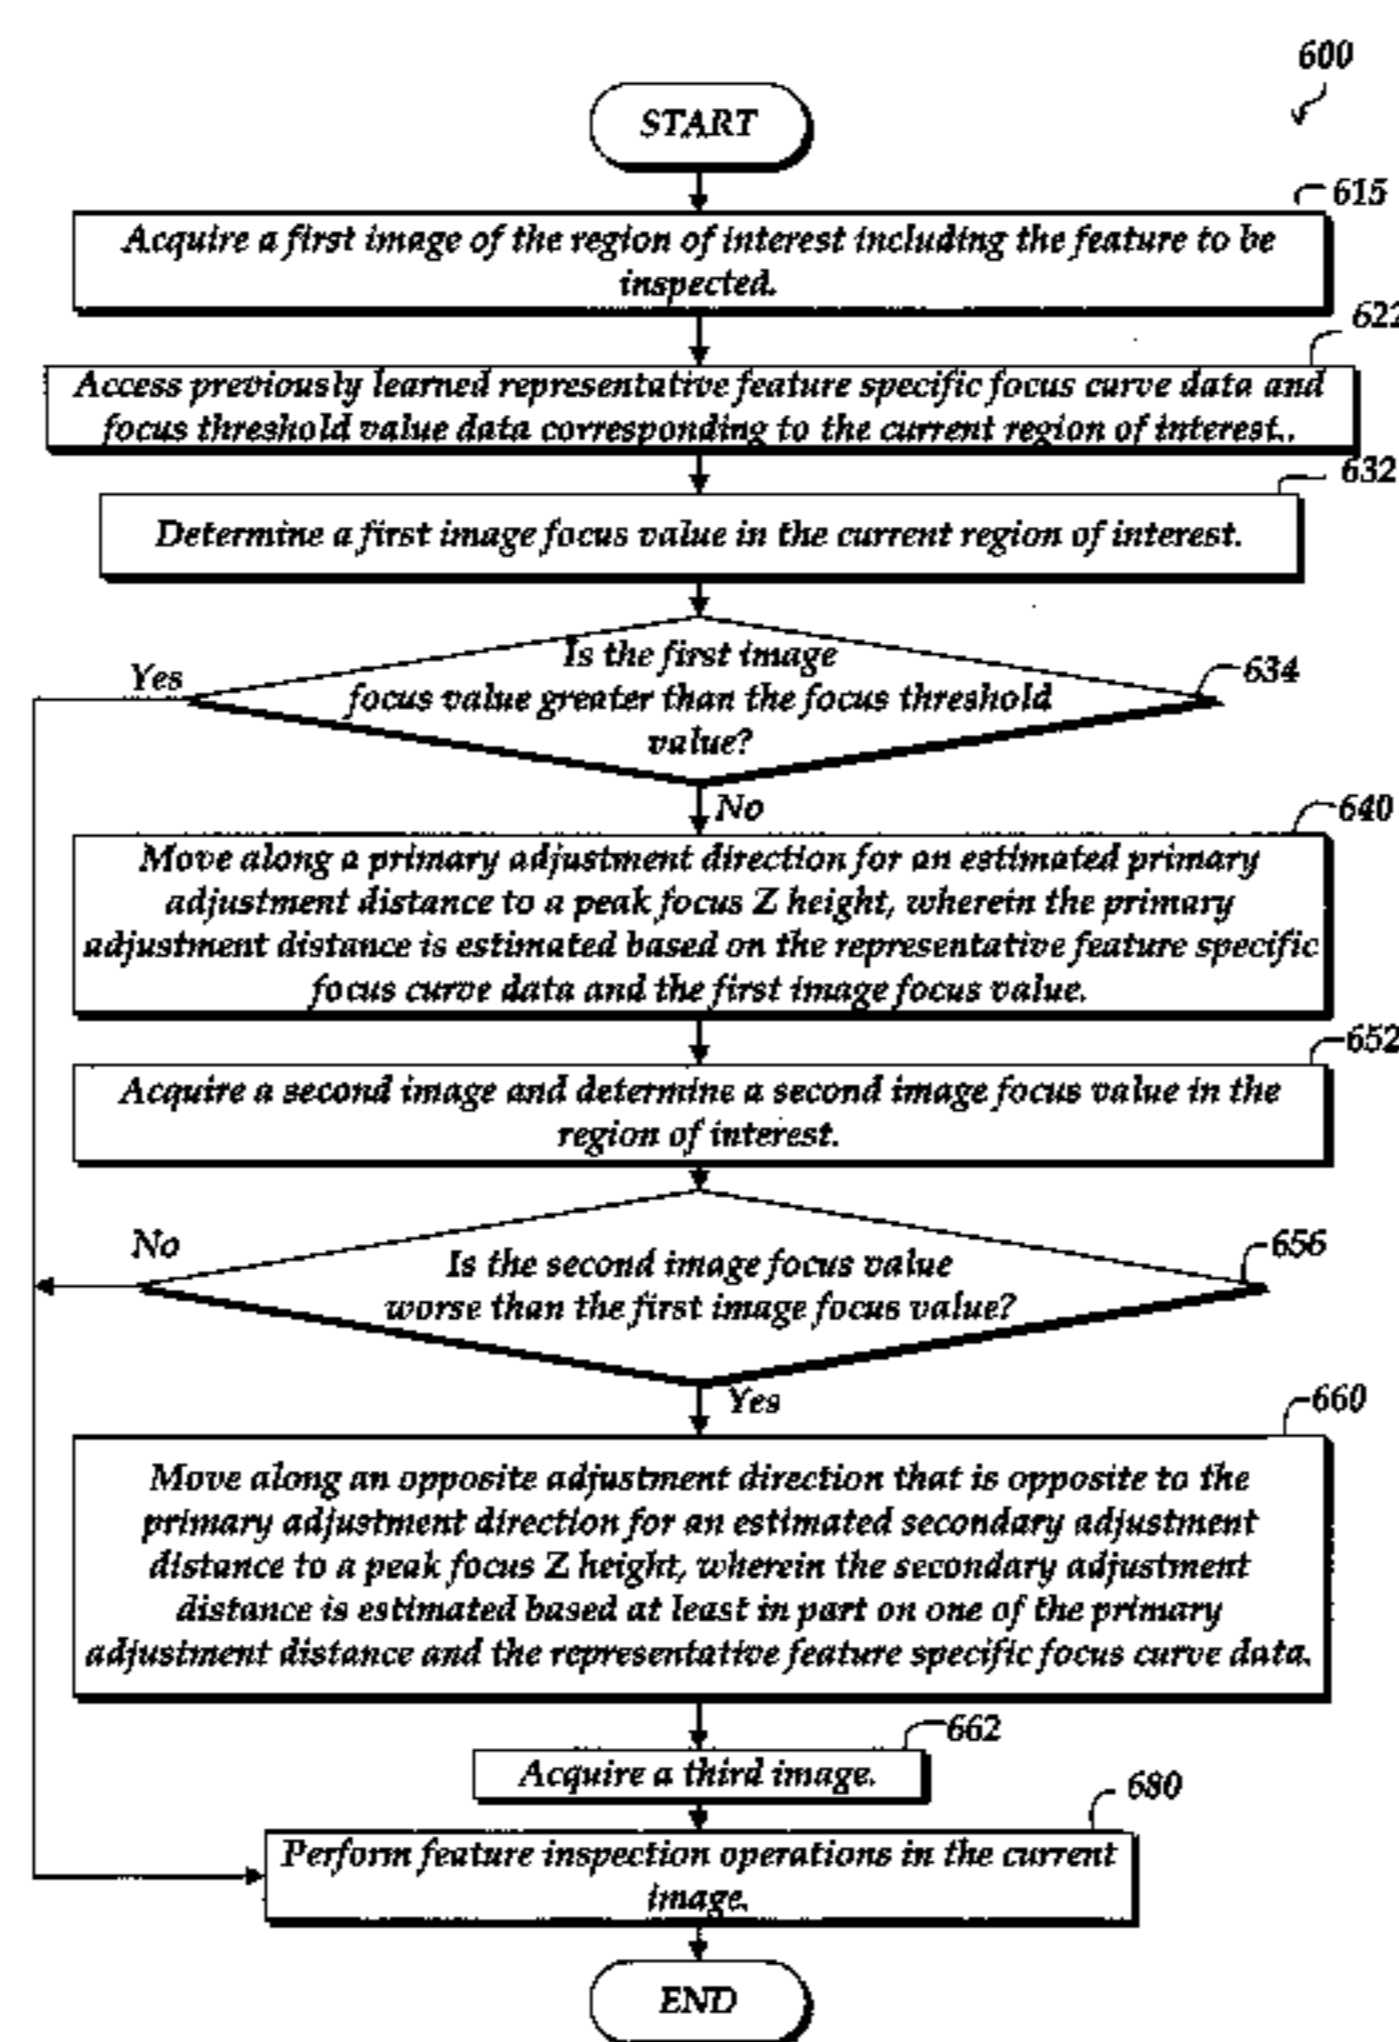 600
START
615
Acquire a first image of the region of interest including the feature to be
inspected.
622
Access previously learned representative feature specific focus curve data and
focus threshold value data corresponding to the current region of interest..
632
Determine a first image focus value in the current region of interest.
Is the first image
Yes
634
focus value greater than the focus threshold
value?
No
640
Move along a primary adjustment direction for an estimated primary
adjustment distance to a peak focus Z height, wherein the primary
adjustment distance is estimated based on the representative feature specific
focus curve data and the first image focus value.
652
Acquire a second image and determine a second image focus value in the
region of interest.
No
656
Is the second image focus value
worse than the first image focus value?
Yes
660
Move along an opposite adjustment direction that is opposite to the
primary adjustment direction for an estimated secondary adjustment
distance to a peak focus Z height, wherein the secondary adjustment
distance is estimated based at least in part on one of the primary
adjustment distance and the representative feature specific focus curve data.
662
Acquire a third image.
680
Perform feature inspection operations in the current
image.
END